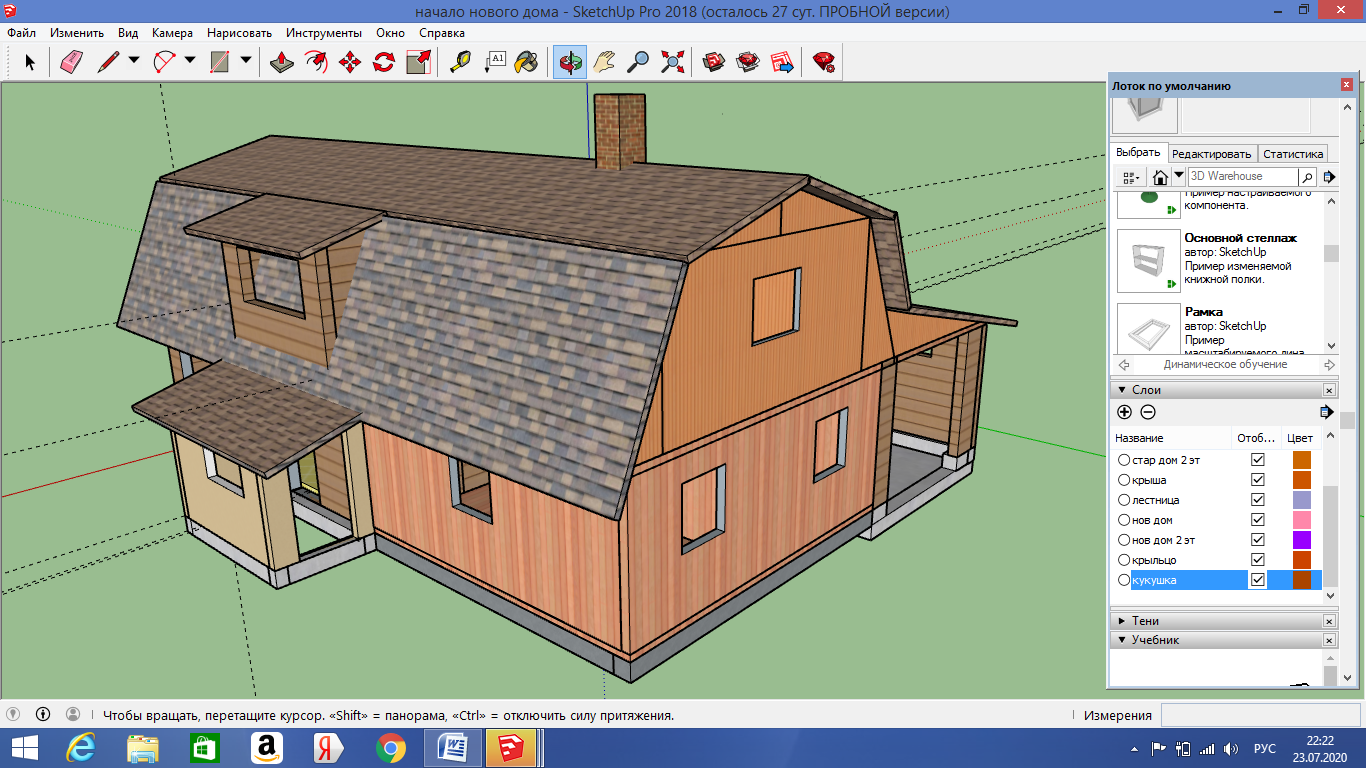 начало нового дома - SketchUp Pro 2018 (осталось 27 сут. ПРОБНОЙ версии)
Файл Изменить Вид Камера Нарисовать Инструменты Окно Справка
A1
Лоток по умолчанию
Выбрать Редактировать Статистика
3D Warehouse
Пример настраиваемого
компонента.
Основной стеллаж
автор: SketchUp
Пример изменяемой
книжной полки.
Рамка
автор: SketchUp
Пример
масштабируемого дина
Динамическое обучение
Слои
Название Отоб... Цвет
стар дом 2 эт
крыша
лестница
нов дом
нов дом 2 эт
крыльцо
кукушка
Тени
Учебник
Чтобы вращать, перетащите курсор. «Shift» = панорама, «Ctrl» = отключить силу притяжения.
Измерения
РУС
22:22
23.07.2020